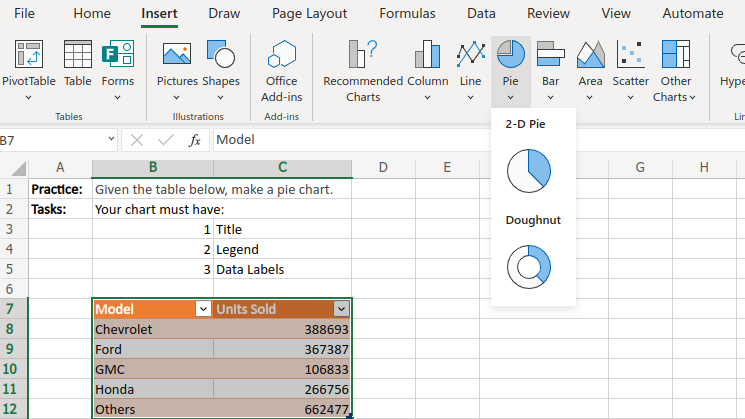 File Home Insert Draw Page Layout Formulas Data Review View Automate
PivotTable Table Forms Pictures Shapes Office Add-ins Recommended Charts Column Line Pie Bar Area Scatter Other Charts
Tables Illustrations Add-ins
2-D Pie
Doughnut
B7 fx Model
A B C D E G H
1 Practice: Given the table below, make a pie chart.
2 Tasks: Your chart must have:
3 1 Title
4 2 Legend
5 3 Data Labels
6
7 Model Units Sold
8 Chevrolet 388693
9 Ford 367387
10 GMC 106833
11 Honda 266756
12 Others 662477